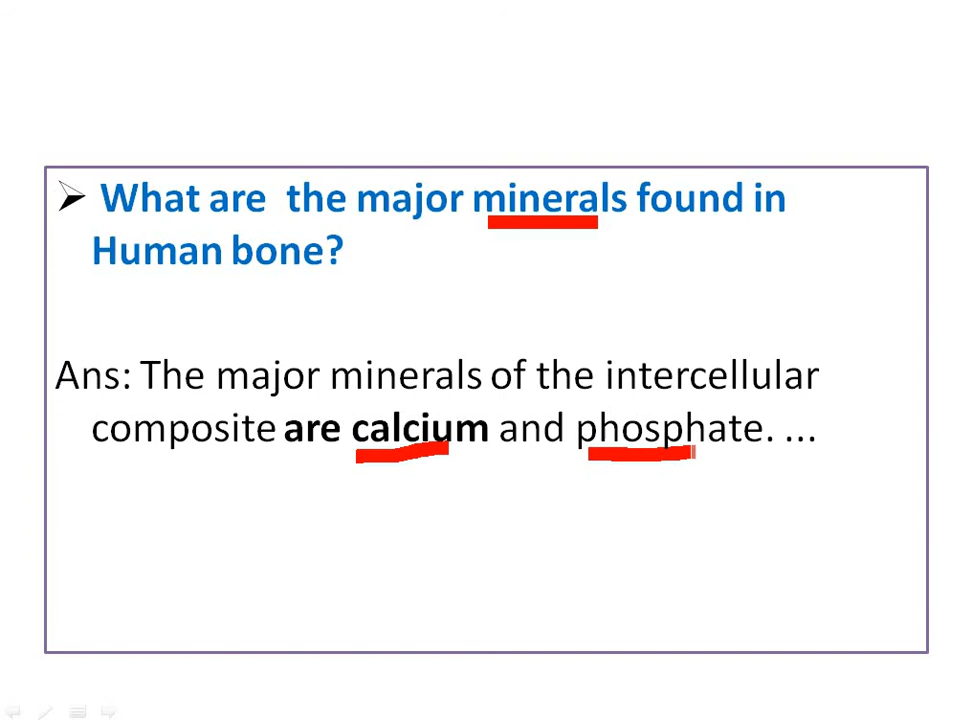 ➢ What are  the major minerals found in
Human bone?
Ans: The major minerals of the intercellular
composite are calcium and phosphate. ...